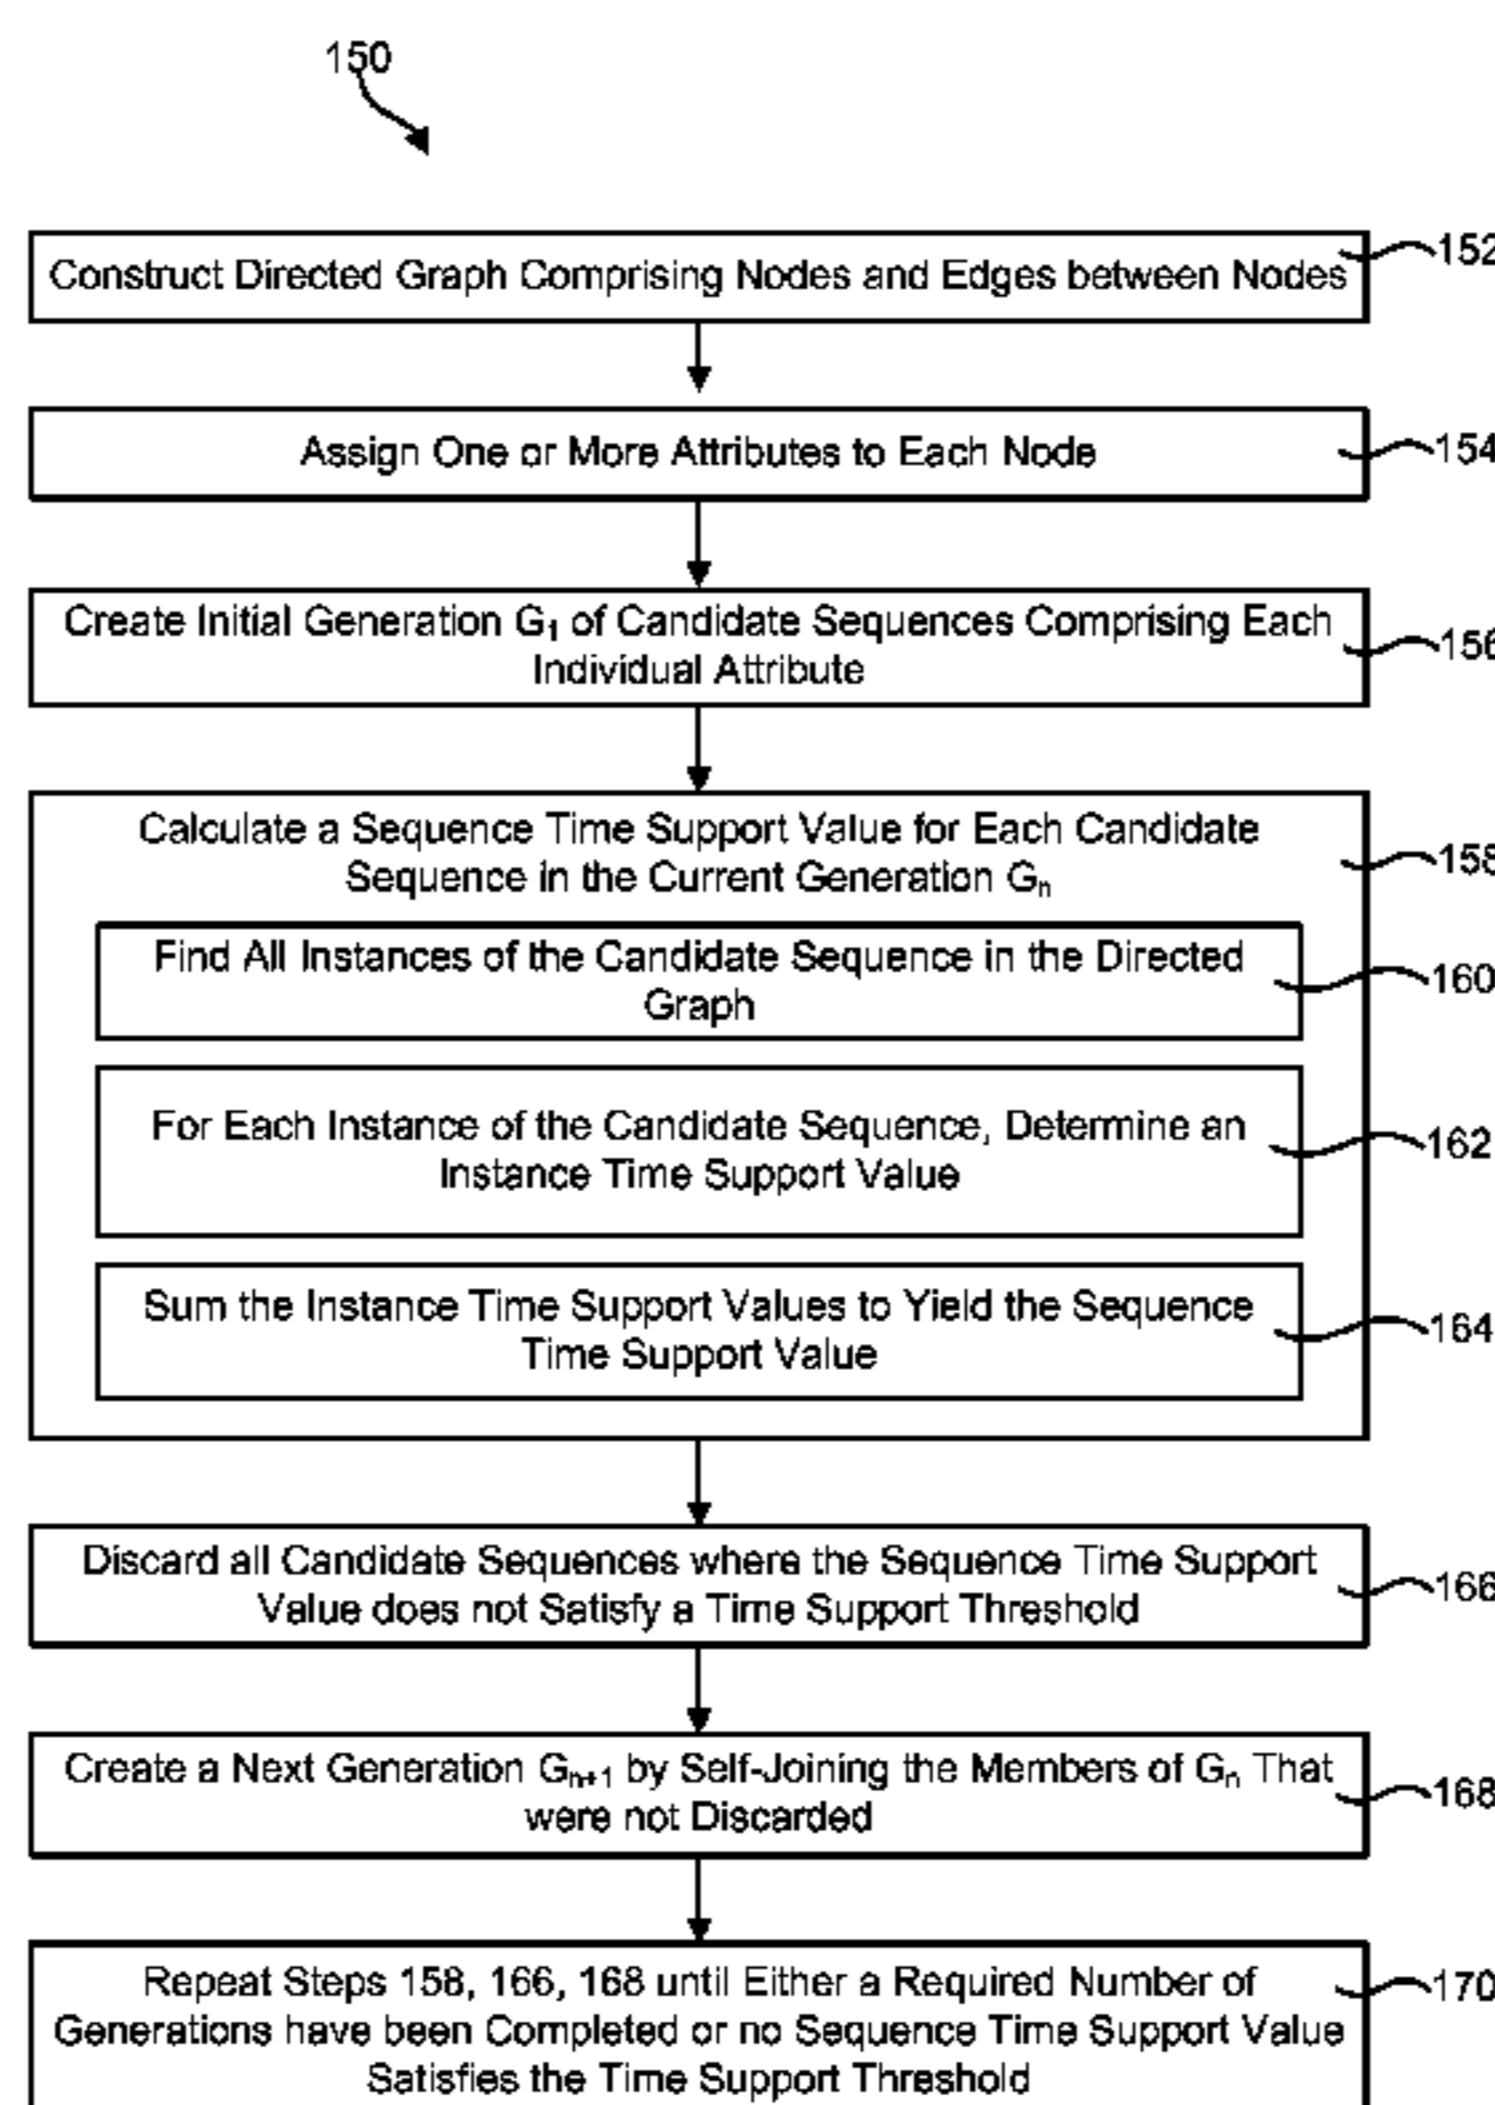 150
Construct Directed Graph Comprising Nodes and Edges between Nodes
152
Assign One or More Attributes to Each Node
154
Create Initial Generation G₁ of Candidate Sequences Comprising Each
Individual Attribute
156
Calculate a Sequence Time Support Value for Each Candidate
Sequence in the Current Generation Gₙ
158
Find All Instances of the Candidate Sequence in the Directed
Graph
160
For Each Instance of the Candidate Sequence, Determine an
Instance Time Support Value
162
Sum the Instance Time Support Values to Yield the Sequence
Time Support Value
164
Discard all Candidate Sequences where the Sequence Time Support
Value does not Satisfy a Time Support Threshold
166
Create a Next Generation Gₙ₊₁ by Self-Joining the Members of Gₙ That
were not Discarded
168
Repeat Steps 158, 166, 168 until Either a Required Number of
Generations have been Completed or no Sequence Time Support Value
Satisfies the Time Support Threshold
170